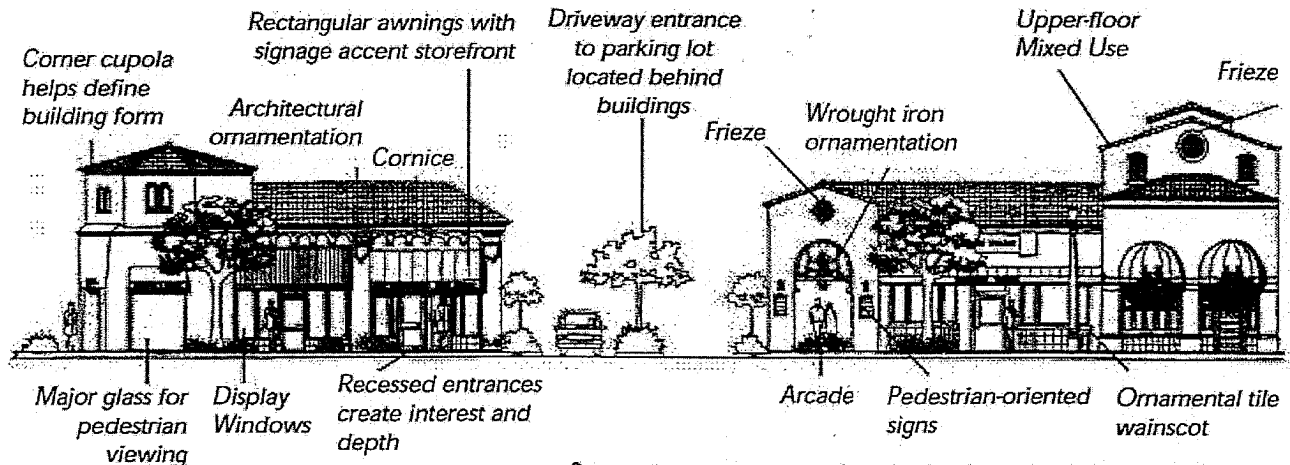 Corner cupola
helps define
building form
Architectural
ornamentation
Rectangular awnings with
signage accent storefront
Cornice
Driveway entrance
to parking lot
located behind
buildings
Frieze
Wrought iron
ornamentation
Upper-floor
Mixed Use
Frieze
Major glass for
pedestrian
viewing
Display
Windows
Recessed entrances
create interest and
depth
Arcade
Pedestrian-oriented
signs
Ornamental tile
wainscot